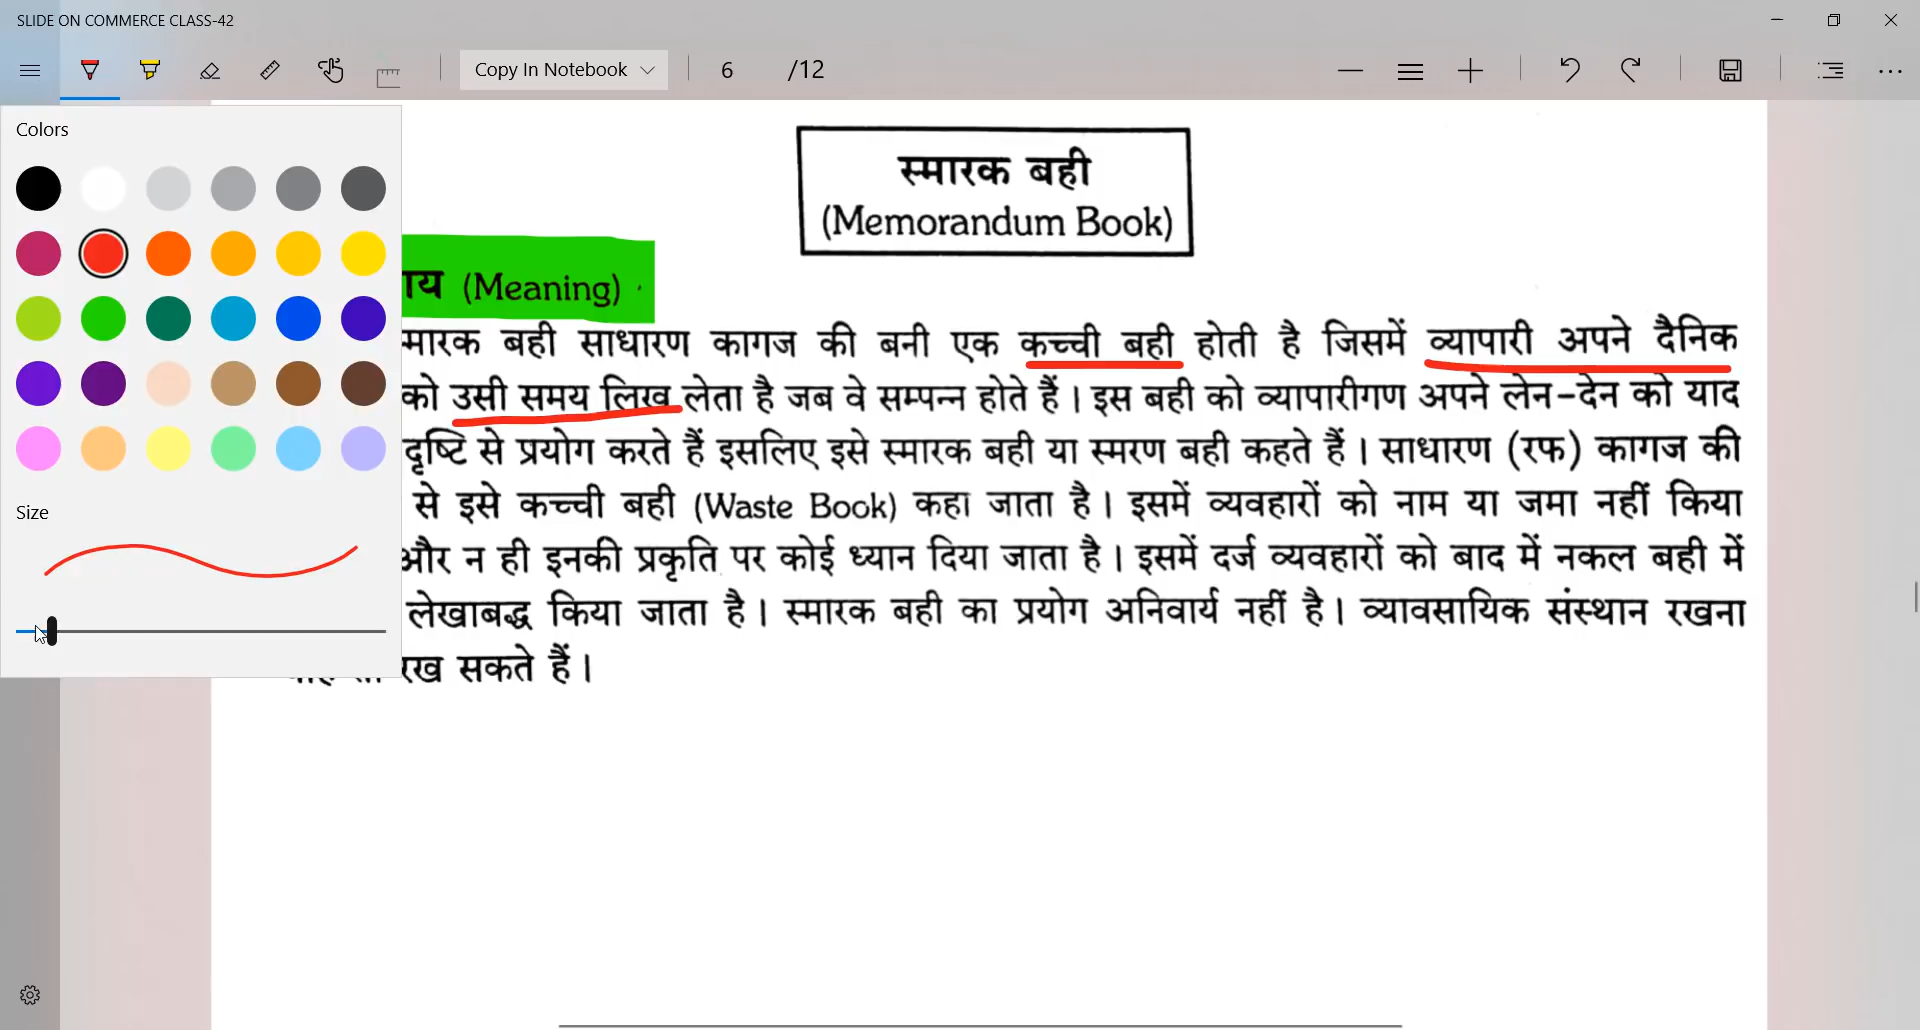 SLIDE ON COMMERCE CLASS-42
Copy In Notebook 6 /12
Colors
Size
स्मारक बही
(Memorandum Book)
(Meaning)
बही साधारण कागज की बनी एक कच्ची बही होती है जिसमें व्यापारी अपने दैनिक
को उसी समय लिख लेता है जब वे सम्पन्न होते हैं। इस बही को व्यापारीगण अपने लेन-देन को याद
दृष्टि से प्रयोग करते हैं इसलिए इसे स्मारक बही या स्मरण बही कहते हैं। साधारण (रफ) कागज की
से इसे कच्ची बही (Waste Book) कहा जाता है। इसमें व्यवहारों को नाम या जमा नहीं किया
और न ही इनकी प्रकृति पर कोई ध्यान दिया जाता है। इसमें दर्ज व्यवहारों को बाद में नकल बही में
लेखाबद्ध किया जाता है। स्मारक बही का प्रयोग अनिवार्य नहीं है। व्यावसायिक संस्थान रखना
रख सकते हैं।